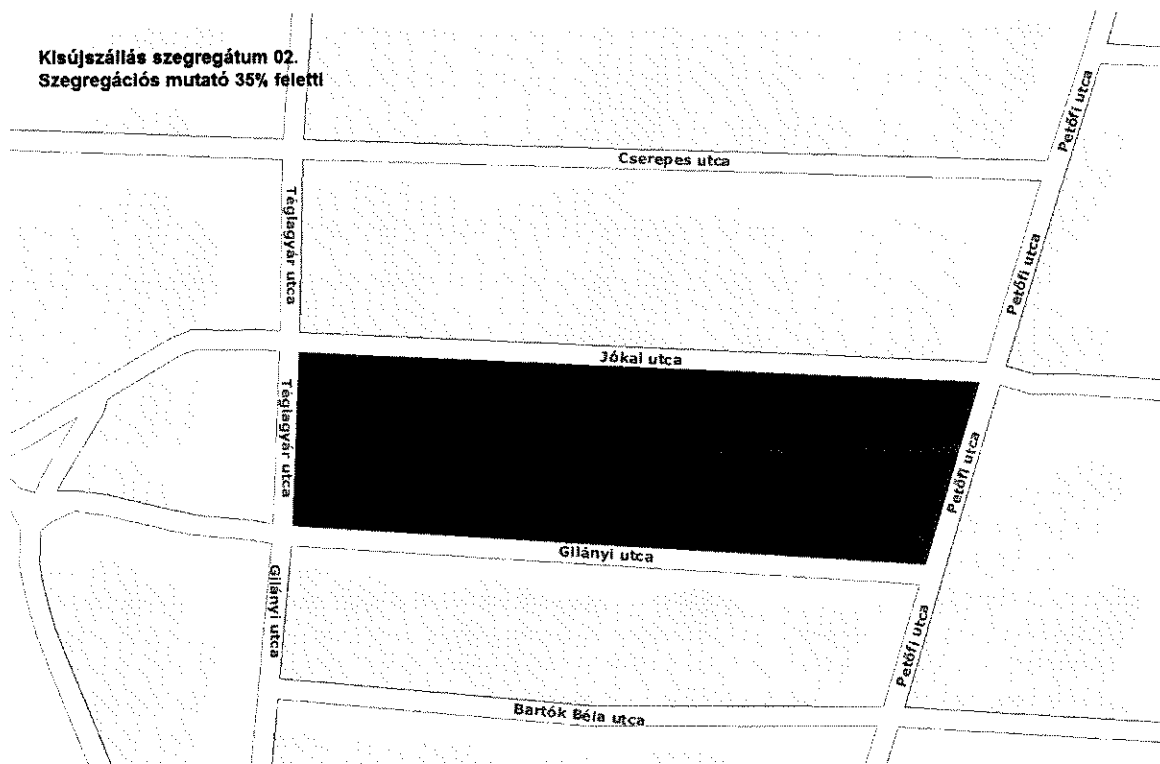 Kisújszállás szegregátum 02.
Szegregációs mutató 35% feletti
Petőfi utca
Cserepes utca
Téglagyár utca
Petőfi utca
Jókai utca
Téglagyár utca
Petőfi utca
Gilányi utca
Gilányi utca
Petőfi utca
Bartók Béla utca